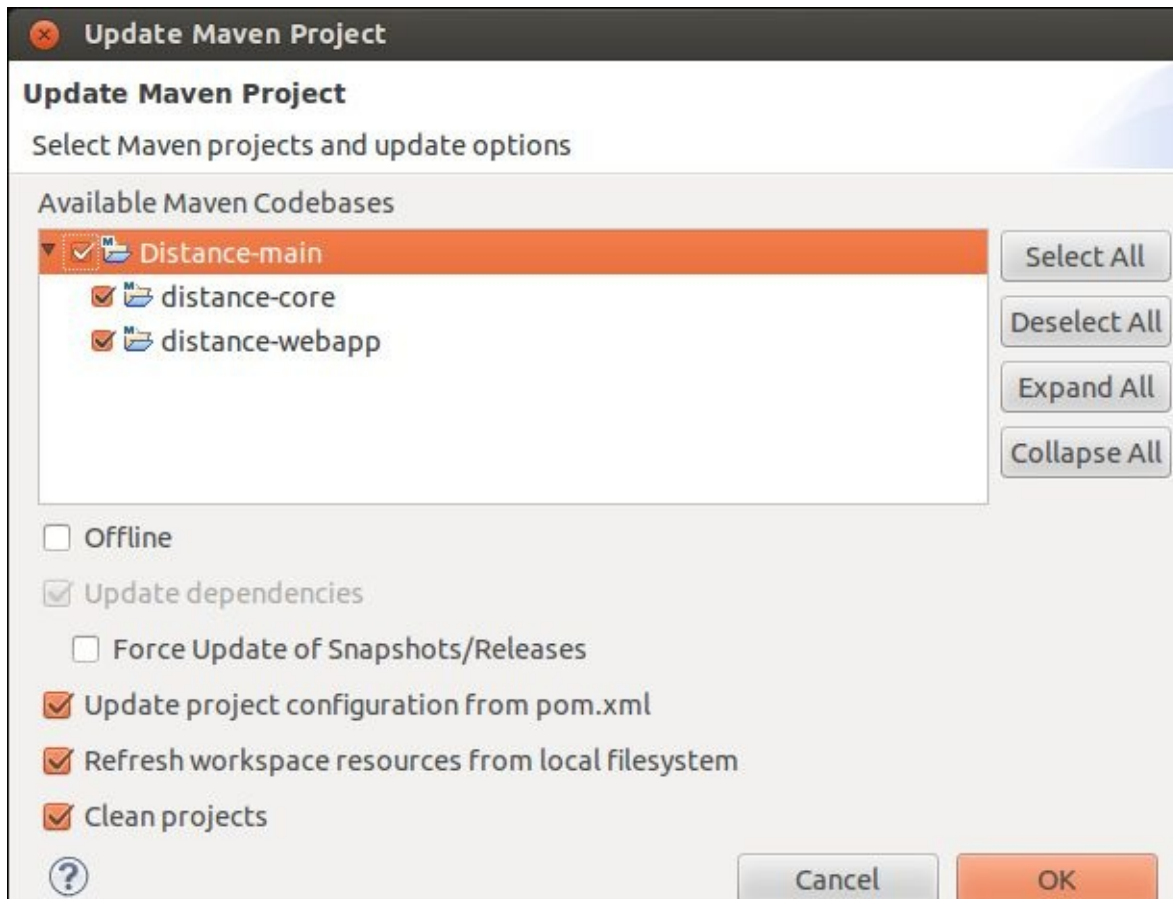 Update Maven Project
Update Maven Project
Select Maven projects and update options
Available Maven Codebases
Distance-main
distance-core
distance-webapp
Select All
Deselect All
Expand All
Collapse All
Offline
Update dependencies
Force Update of Snapshots/Releases
Update project configuration from pom.xml
Refresh workspace resources from local filesystem
Clean projects
?
Cancel
OK